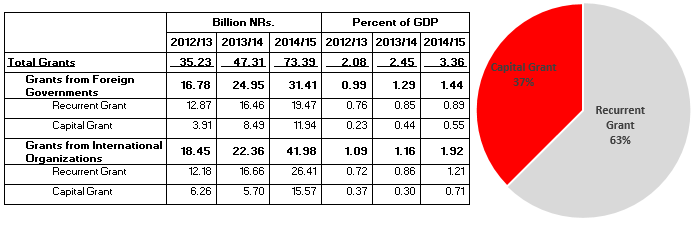 Billion NRs. Percent of GDP
2012/13 2013/14 2014/15 2012/13 2013/14 2014/15
Total Grants 35.23 47.31 73.39 2.08 2.45 3.36
Grants from Foreign
Governments 16.78 24.95 31.41 0.99 1.29 1.44
Recurrent Grant 12.87 16.46 19.47 0.76 0.85 0.89
Capital Grant 3.91 8.49 11.94 0.23 0.44 0.55
Grants from International
Organizations 18.45 22.36 41.98 1.09 1.16 1.92
Recurrent Grant 12.18 16.66 26.41 0.72 0.86 1.21
Capital Grant 6.26 5.70 15.57 0.37 0.30 0.71
Capital Grant
37%
Recurrent
Grant
63%